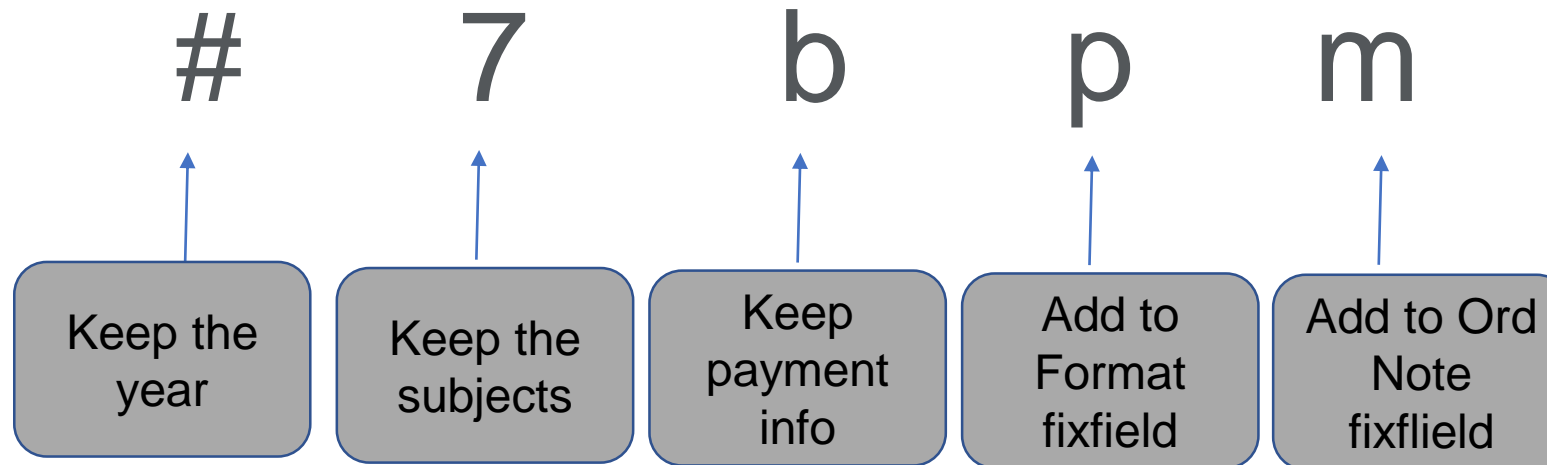 # 7 b p m
Keep the
year
Keep the
subjects
Keep
payment
info
Add to
Format
fixfield
Add to Ord
Note
fixflield